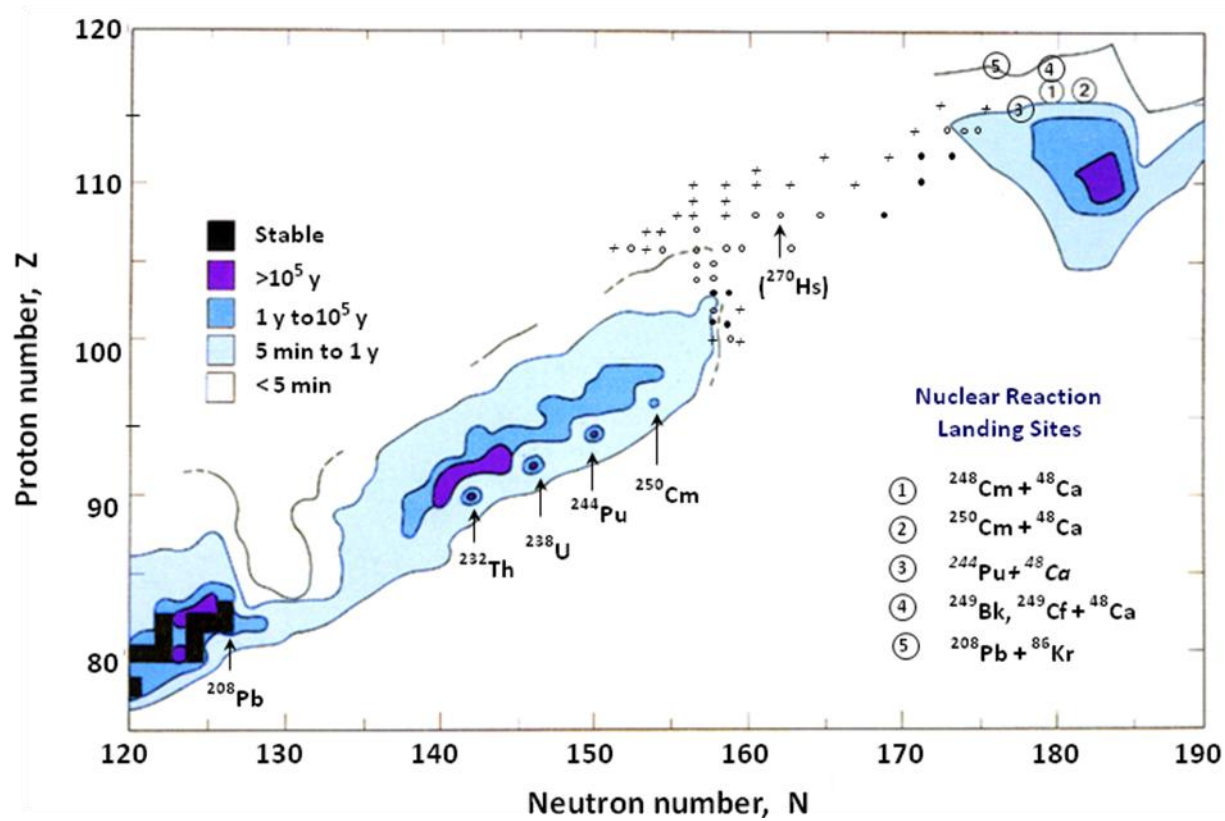 120
110
100
90
80
Proton number, Z
Stable
>10⁵ y
1 y to10⁵ y
5 min to 1 y
< 5 min
(²⁷⁰Hs)
²⁵⁰Cm
²⁴⁴Pu
²³⁸U
²³²Th
²⁰⁸Pb
⑤
④
①
②
③
Nuclear Reaction
Landing Sites
① ²⁴⁸Cm + ⁴⁸Ca
② ²⁵⁰Cm + ⁴⁸Ca
③ ²⁴⁴Pu + ⁴⁸Ca
④ ²⁴⁹Bk, ²⁴⁹Cf + ⁴⁸Ca
⑤ ²⁰⁸Pb + ⁸⁶Kr
120 130 140 150 160 170 180 190
Neutron number, N